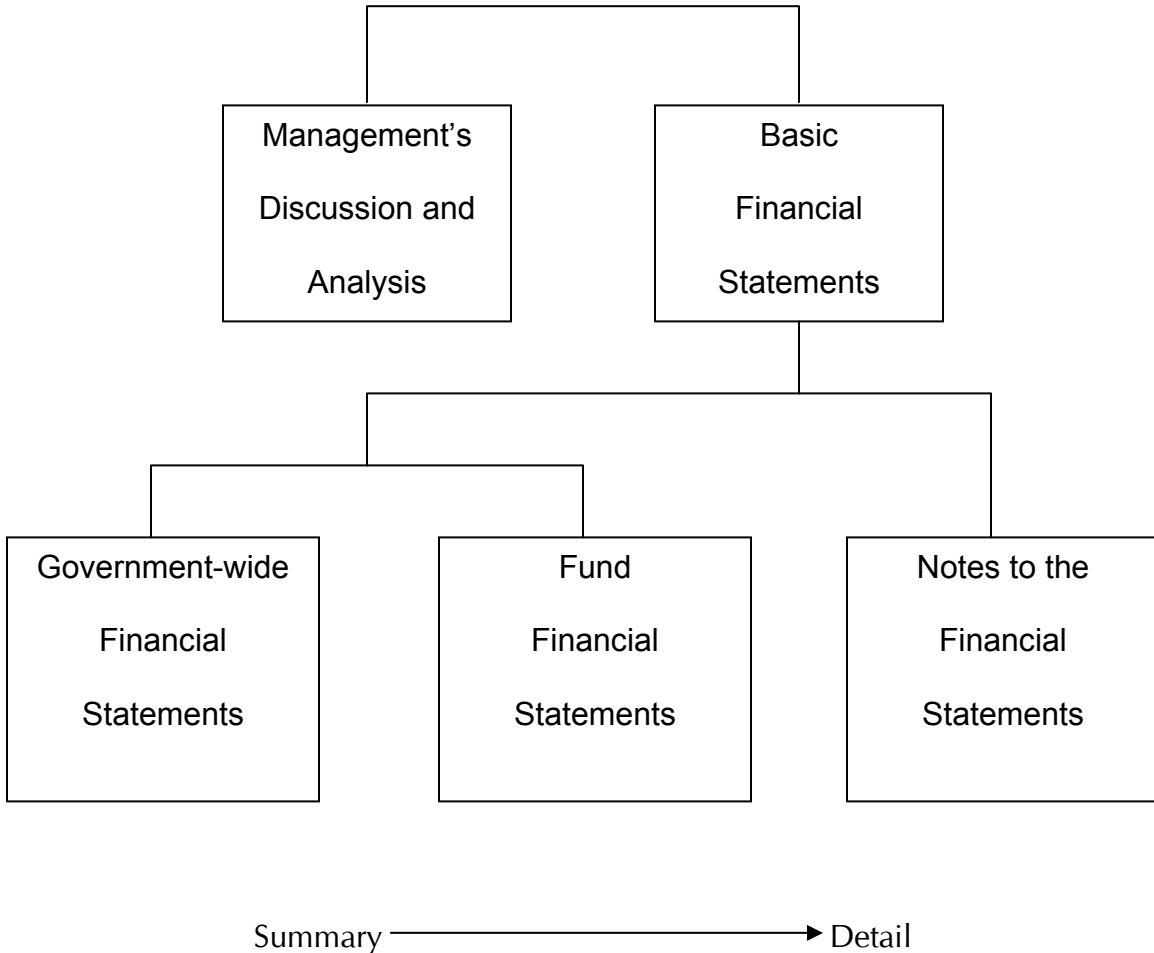 Management’s
Discussion and
Analysis
Basic
Financial
Statements
Government-wide
Financial
Statements
Fund
Financial
Statements
Notes to the
Financial
Statements
Summary
Detail